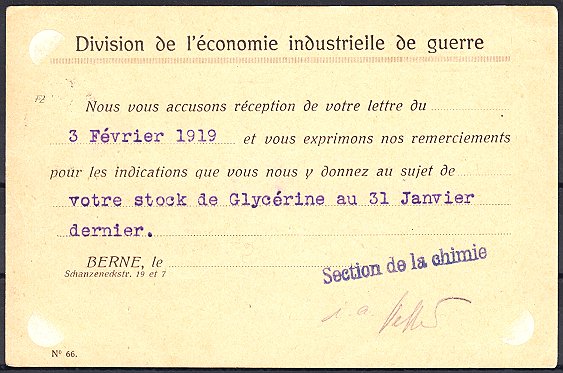 Division de l'économie industrielle de guerre
Nous vous accusons réception de votre lettre du
3 Février 1919 et vous exprimons nos remerciements
pour les indications que vous nous y donnez au sujet de
votre stock de Glycérine au 31 Janvier
dernier.
BERNE, le
Schanzeneckstr. 19 et 7
Section de la chimie
i. a.
Nº 66.